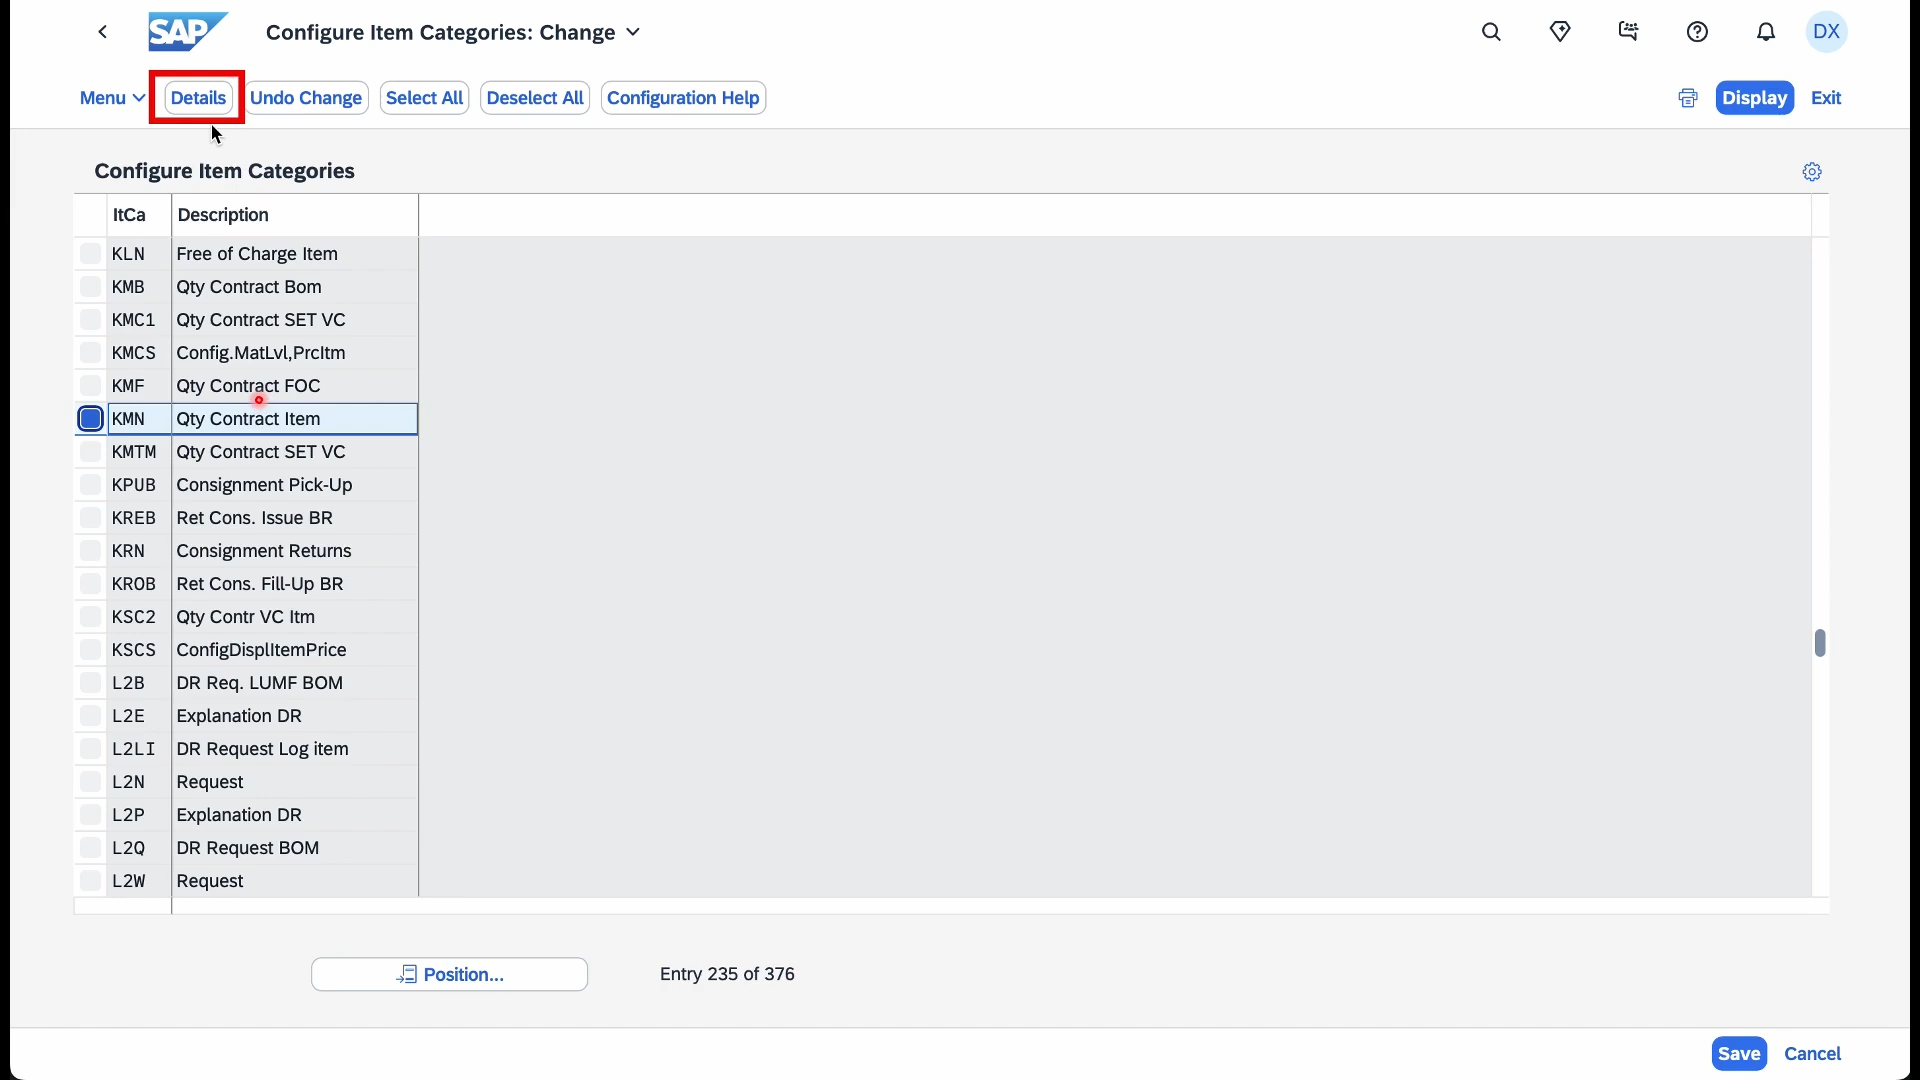 SAP Configure Item Categories: Change DX
Menu Details Undo Change Select All Deselect All Configuration Help Display Exit
Configure Item Categories
ItCa Description
KLN Free of Charge Item
KMB Qty Contract Bom
KMC1 Qty Contract SET VC
KMCS Config.MatLvl,PrcItm
KMF Qty Contract FOC
KMN Qty Contract Item
KMTM Qty Contract SET VC
KPUB Consignment Pick-Up
KREB Ret Cons. Issue BR
KRN Consignment Returns
KROB Ret Cons. Fill-Up BR
KSC2 Qty Contr VC Itm
KSCS ConfigDisplItemPrice
L2B DR Req. LUMF BOM
L2E Explanation DR
L2LI DR Request Log item
L2N Request
L2P Explanation DR
L2Q DR Request BOM
L2W Request
Position... Entry 235 of 376
Save Cancel